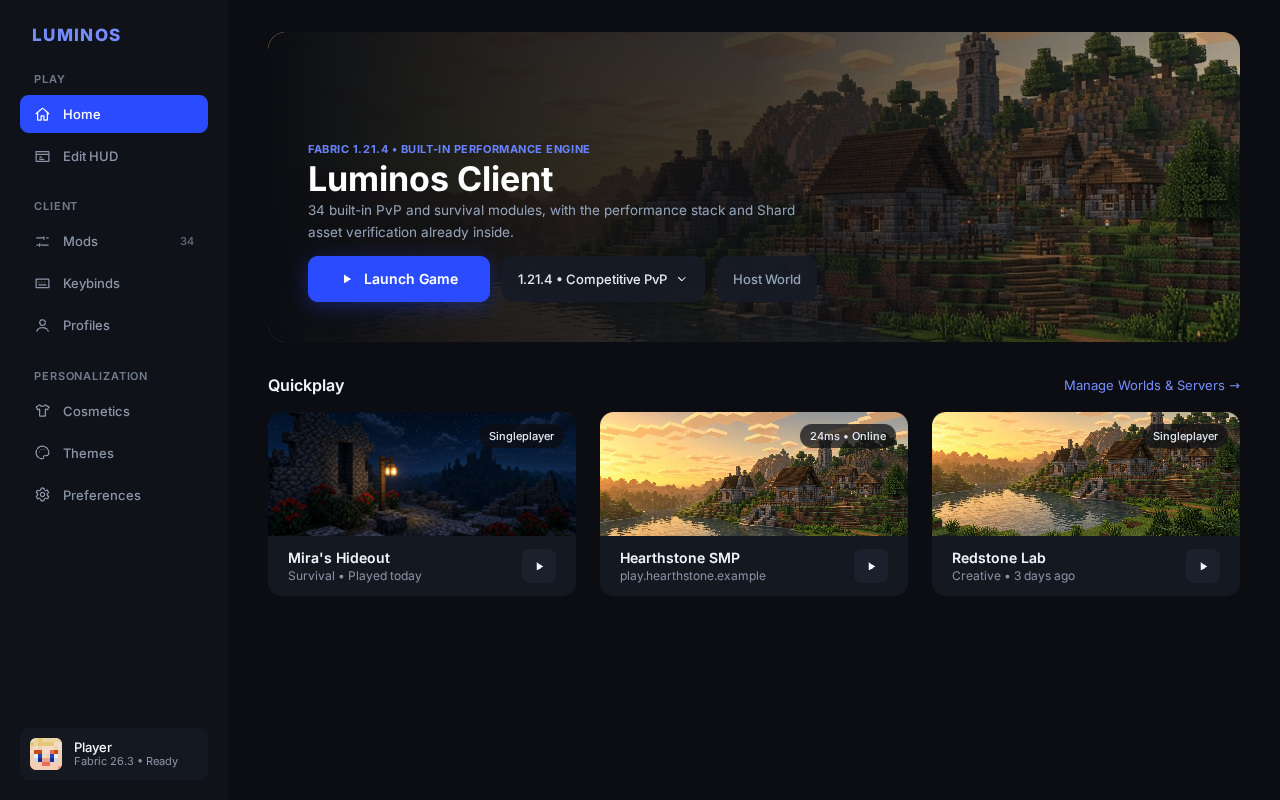 LUMINOS
PLAY
Home
Edit HUD
CLIENT
Mods 34
Keybinds
Profiles
PERSONALIZATION
Cosmetics
Themes
Preferences
Player
Fabric 26.3 • Ready
FABRIC 1.21.4 • BUILT-IN PERFORMANCE ENGINE
Luminos Client
34 built-in PvP and survival modules, with the performance stack and Shard
asset verification already inside.
Launch Game
1.21.4 • Competitive PvP
Host World
Quickplay
Manage Worlds & Servers →
Singleplayer
Mira's Hideout
Survival • Played today
24ms • Online
Hearthstone SMP
play.hearthstone.example
Singleplayer
Redstone Lab
Creative • 3 days ago